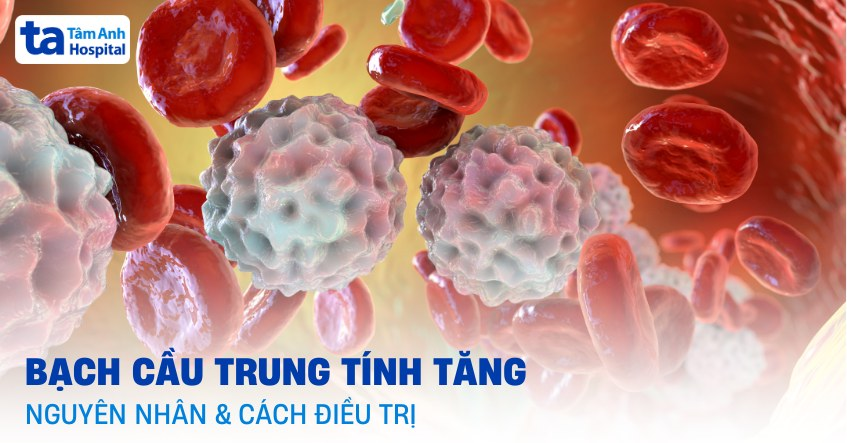 ta
Tâm Anh
Hospital
BẠCH CẦU TRUNG TÍNH TĂNG
NGUYÊN NHÂN & CÁCH ĐIỀU TRỊ